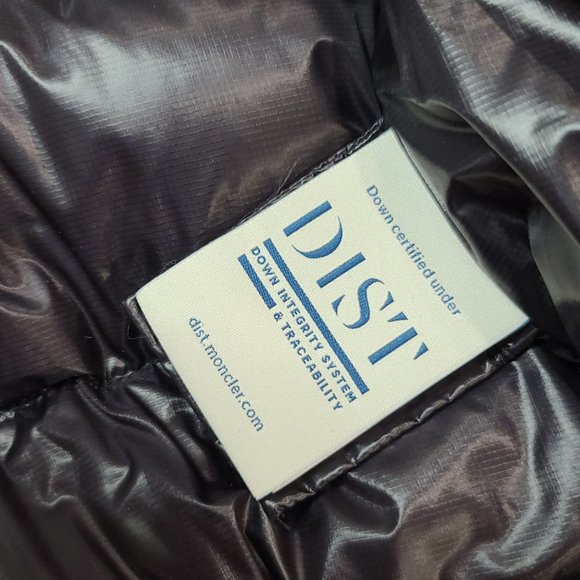 Down certified under
DIST
DOWN INTEGRITY SYSTEM
& TRACEABILITY
dist.moncler.com